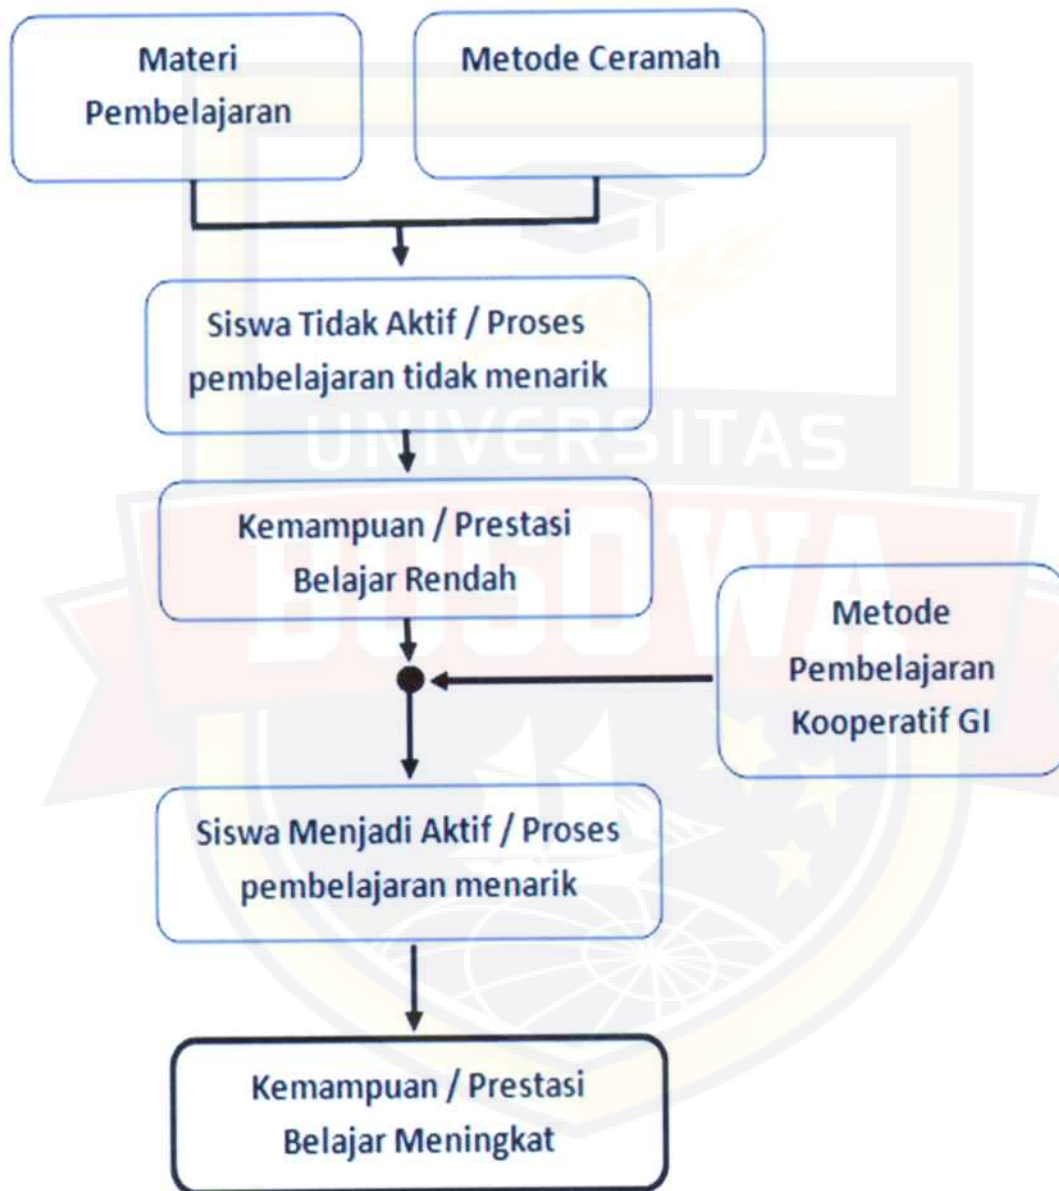 Materi
Pembelajaran
Metode Ceramah
Siswa Tidak Aktif / Proses
pembelajaran tidak menarik
UNIVERSITAS
BOSOWA
Kemampuan / Prestasi
Belajar Rendah
Metode
Pembelajaran
Kooperatif GI
Siswa Menjadi Aktif / Proses
pembelajaran menarik
Kemampuan / Prestasi
Belajar Meningkat